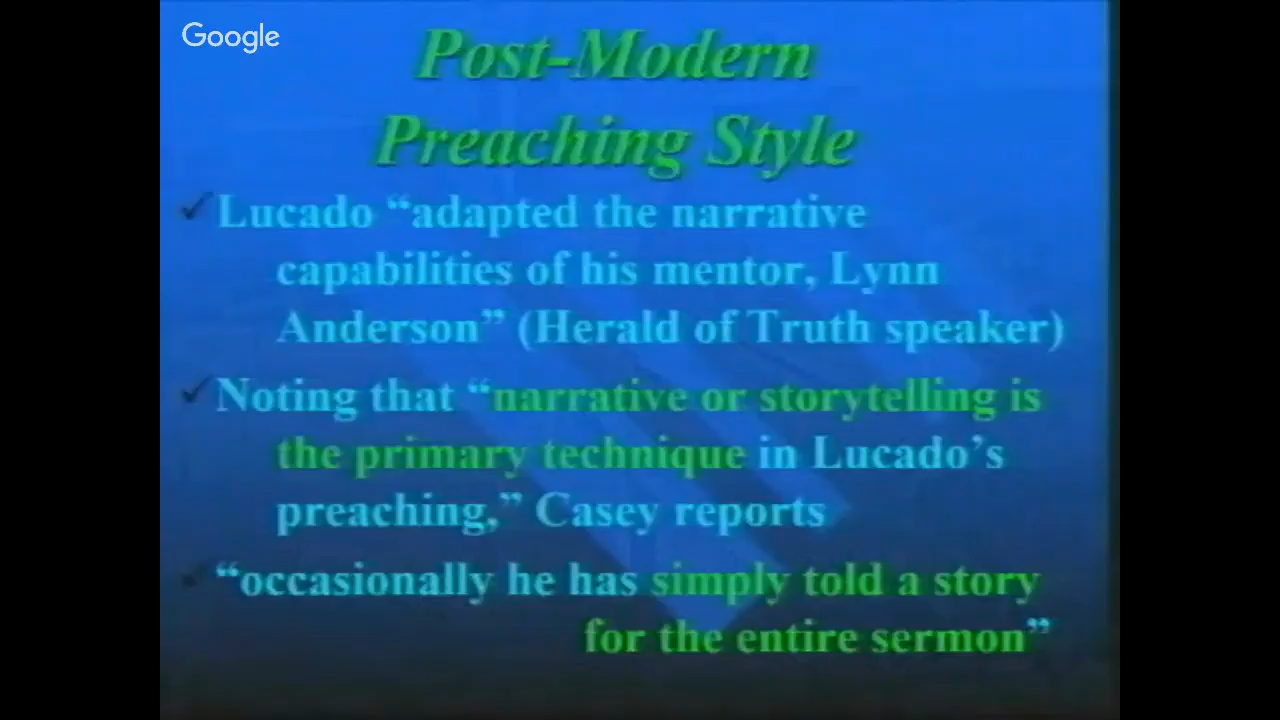 Google
Post-Modern
Preaching Style
✓Lucado “adapted the narrative
capabilities of his mentor, Lynn
Anderson” (Herald of Truth speaker)
✓Noting that “narrative or storytelling is
the primary technique in Lucado’s
preaching,” Casey reports
✓“occasionally he has simply told a story
for the entire sermon”